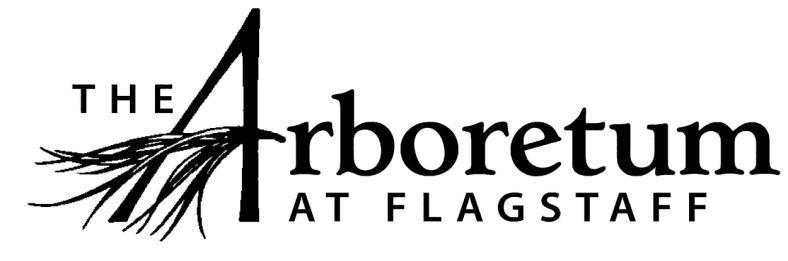 THE
Arboretum
AT FLAGSTAFF